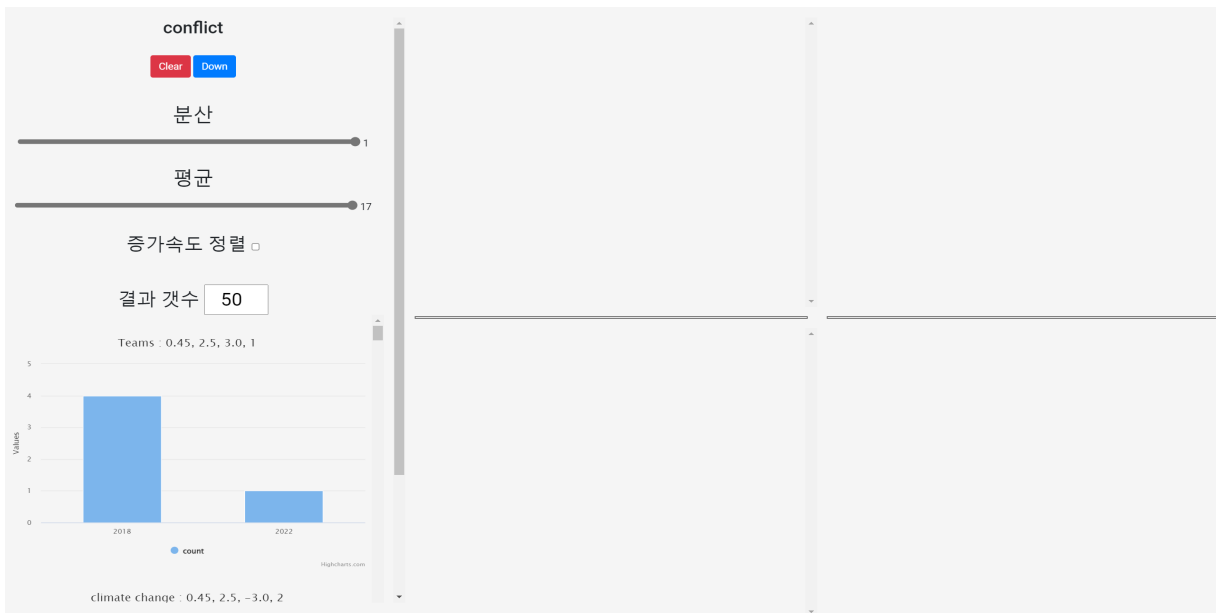 conflict
Clear Down
분산
1
평균
17
증가속도 정렬
결과 갯수 50
Teams : 0.45, 2.5, 3.0, 1
5
4
3
2
1
0
Values
2018 2022
count
Highcharts.com
climate change : 0.45, 2.5, -3.0, 2